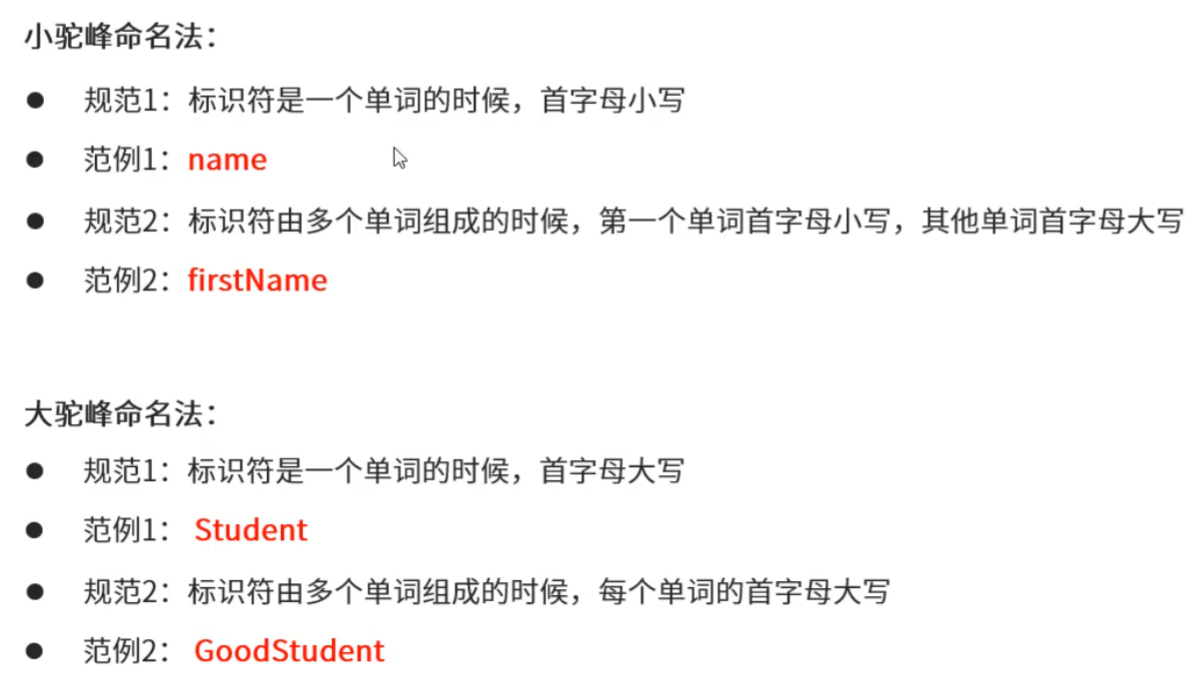 小驼峰命名法：
● 规范1：标识符是一个单词的时候，首字母小写
● 范例1：name
● 规范2：标识符由多个单词组成的时候，第一个单词首字母小写，其他单词首字母大写
● 范例2：firstName
大驼峰命名法：
● 规范1：标识符是一个单词的时候，首字母大写
● 范例1： Student
● 规范2：标识符由多个单词组成的时候，每个单词的首字母大写
● 范例2： GoodStudent